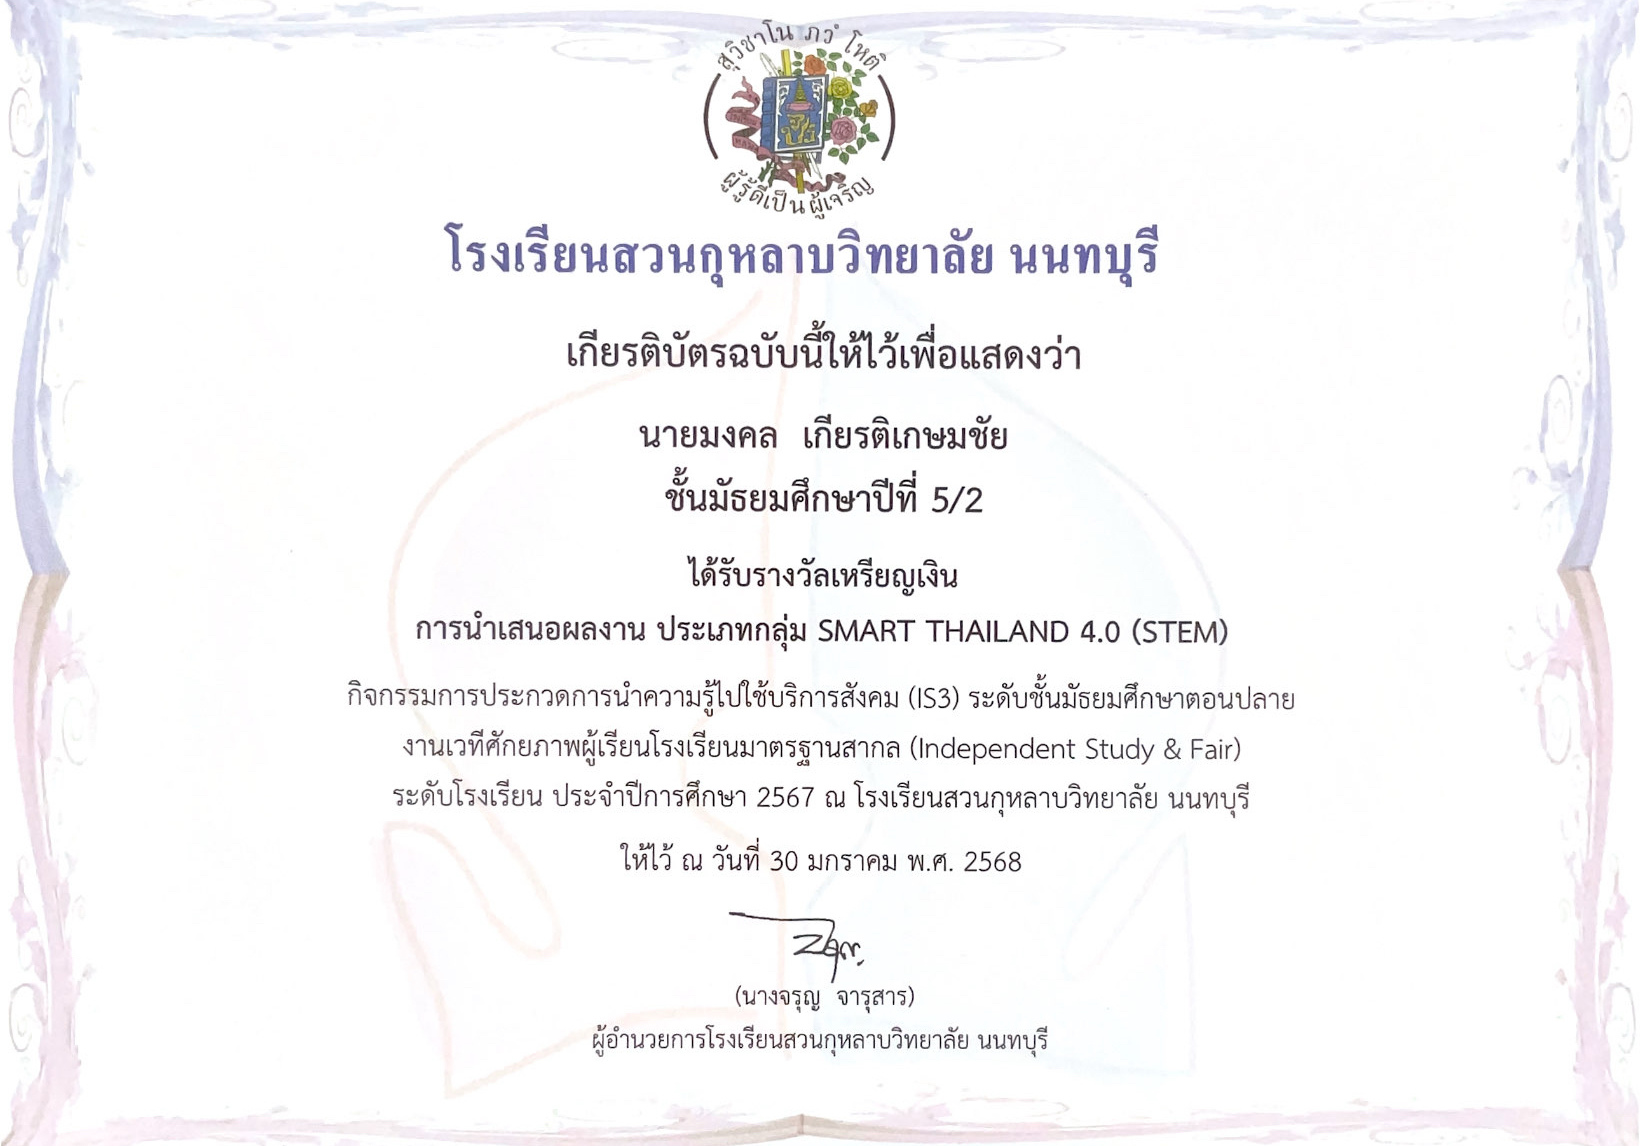 สุวิชาโน ภวํ โหติ
ผู้รู้ดีเป็นผู้เจริญ
โรงเรียนสวนกุหลาบวิทยาลัย นนทบุรี
เกียรติบัตรฉบับนี้ให้ไว้เพื่อแสดงว่า
นายมงคล เกียรติเกษมชัย
ชั้นมัธยมศึกษาปีที่ 5/2
ได้รับรางวัลเหรียญเงิน
การนำเสนอผลงาน ประเภทกลุ่ม SMART THAILAND 4.0 (STEM)
กิจกรรมการประกวดการนำความรู้ไปใช้บริการสังคม (IS3) ระดับชั้นมัธยมศึกษาตอนปลาย
งานเวทีศักยภาพผู้เรียนโรงเรียนมาตรฐานสากล (Independent Study & Fair)
ระดับโรงเรียน ประจำปีการศึกษา 2567 ณ โรงเรียนสวนกุหลาบวิทยาลัย นนทบุรี
ให้ไว้ ณ วันที่ 30 มกราคม พ.ศ. 2568
(นางจรุญ จารุสาร)
ผู้อำนวยการโรงเรียนสวนกุหลาบวิทยาลัย นนทบุรี